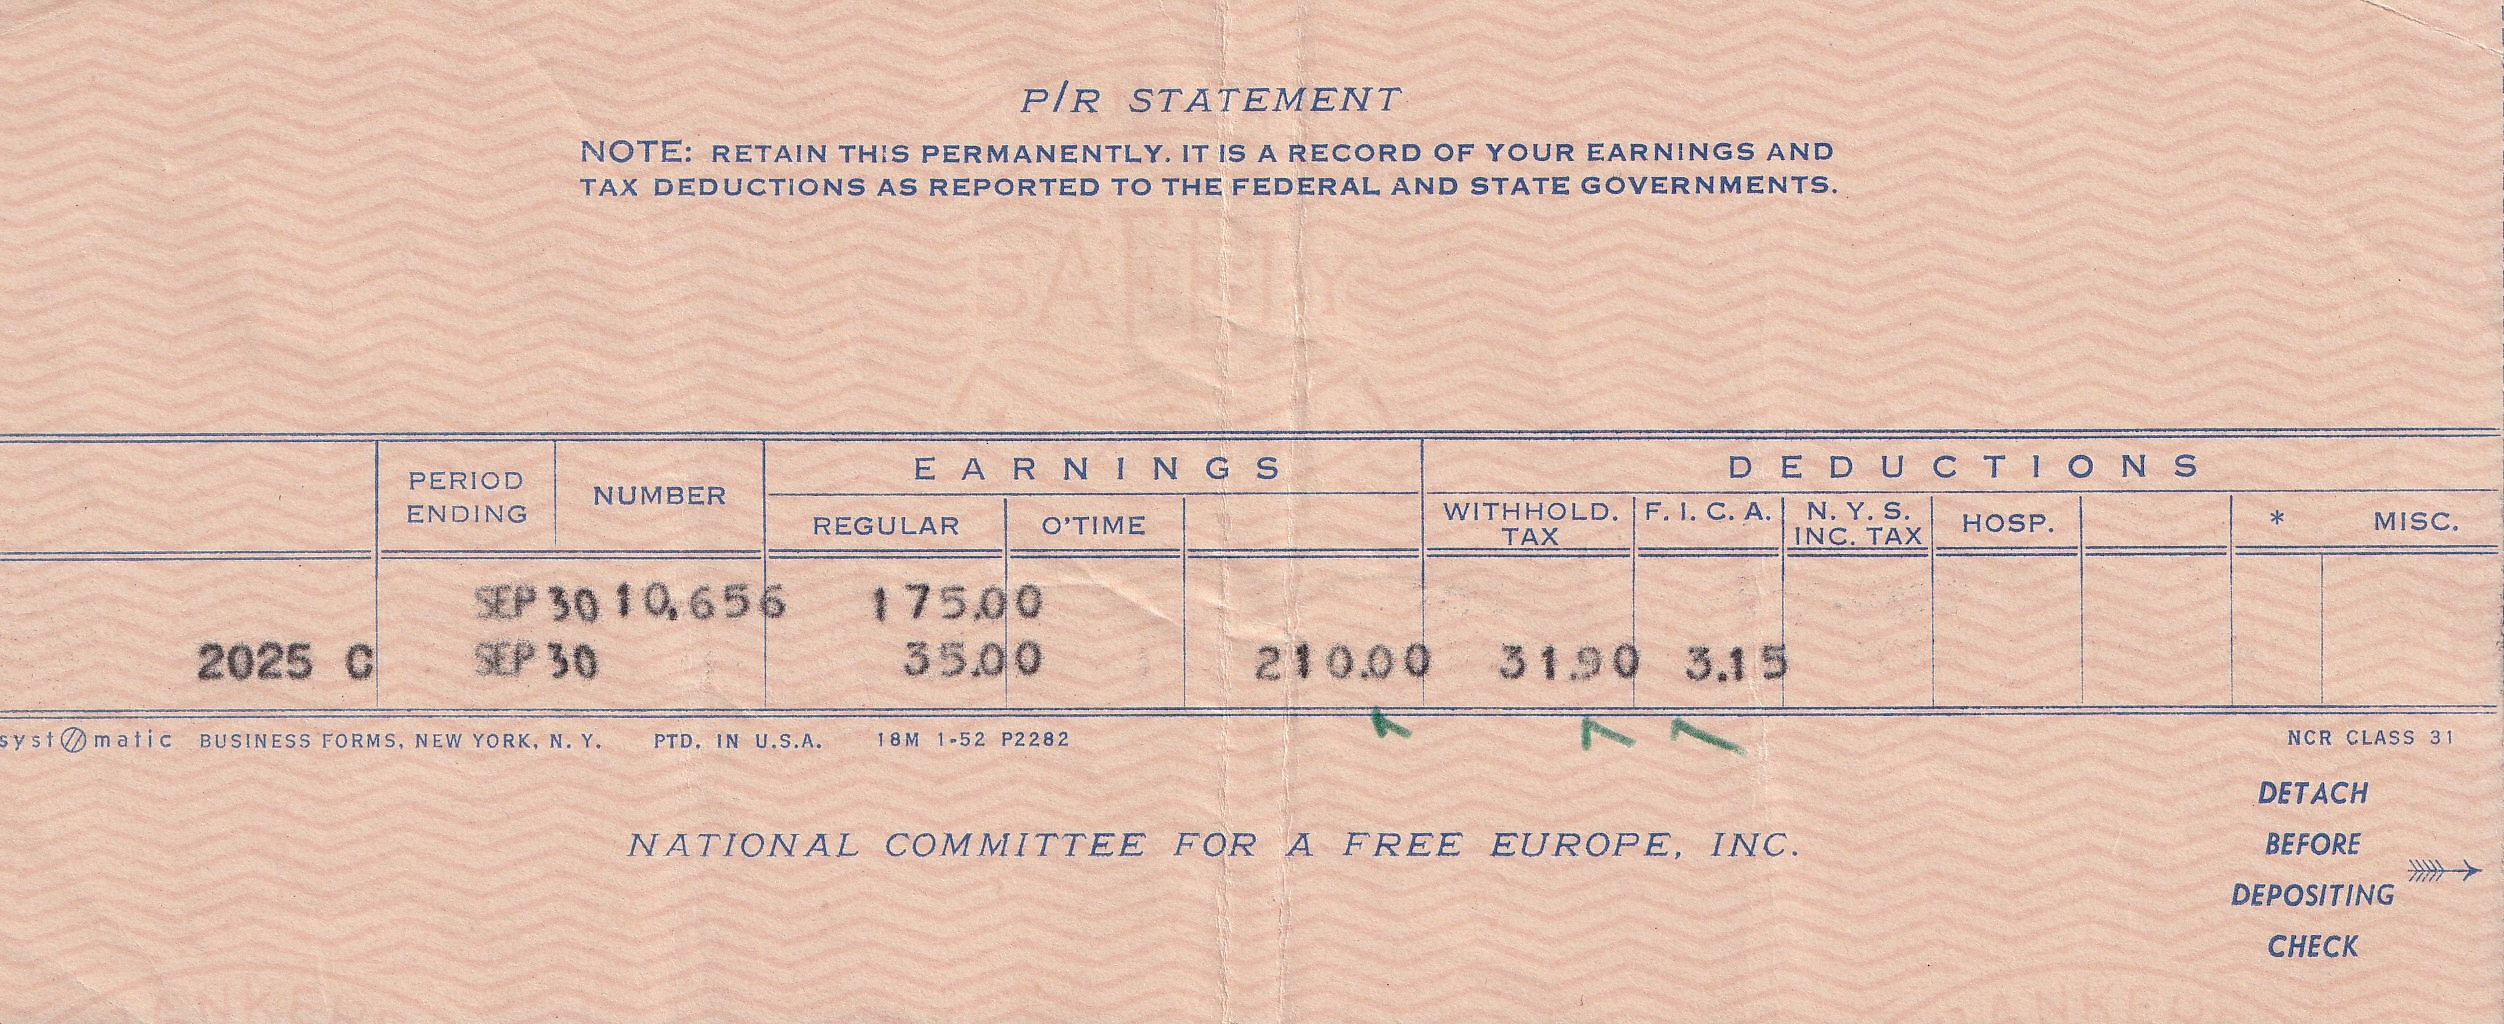 P/R STATEMENT
NOTE: RETAIN THIS PERMANENTLY. IT IS A RECORD OF YOUR EARNINGS AND
TAX DEDUCTIONS AS REPORTED TO THE FEDERAL AND STATE GOVERNMENTS.
SAFETY
PERIOD ENDING NUMBER EARNINGS DEDUCTIONS
REGULAR O'TIME WITHHOLD. TAX F. I. C. A. N. Y. S. INC. TAX HOSP. * MISC.
SEP 30 10,656 175.00
2025 C SEP 30 35.00 210.00 31.90 3.15
syst matic BUSINESS FORMS, NEW YORK, N. Y. PTD. IN U.S.A. 18M 1-52 P2282 NCR CLASS 31
NATIONAL COMMITTEE FOR A FREE EUROPE, INC.
DETACH
BEFORE
DEPOSITING
CHECK